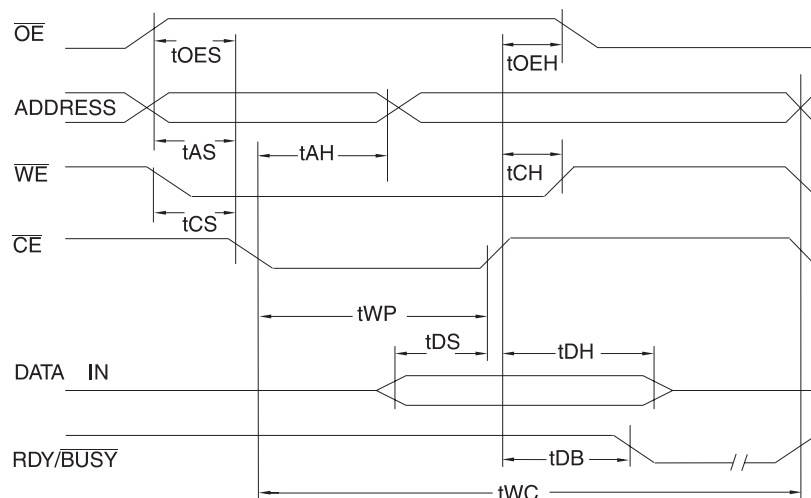 OE
tOES
tOEH
ADDRESS
tAS
tAH
WE
tCH
tCS
CE
tWP
tDS
tDH
DATA IN
RDY/BUSY
tDB
tWC